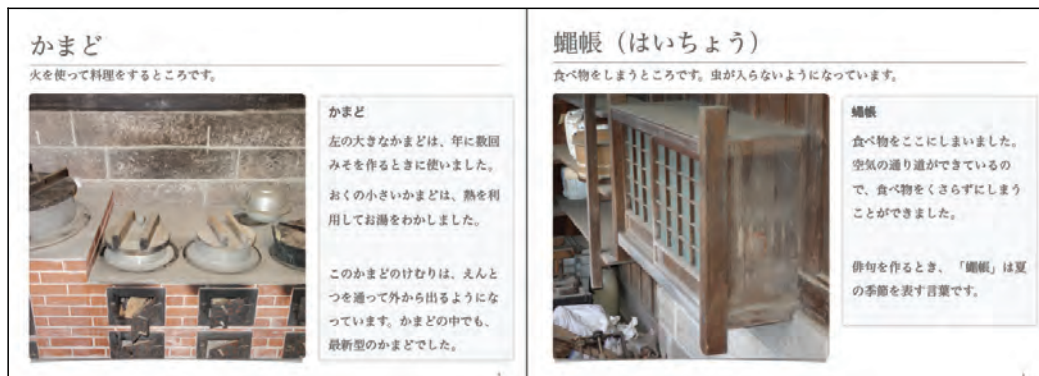 かまど
火を使って料理をするところです。
かまど
左の大きなかまどは、年に数回
みそを作るときに使いました。
おくの小さいかまどは、熱を利
用してお湯をわかしました。
このかまどのけむりは、えんと
つを通って外から出るようにな
っています。かまどの中でも、
最新型のかまどでした。
蠅帳（はいちょう）
食べ物をしまうところです。虫が入らないようになっています。
蠅帳
食べ物をここにしまいました。
空気の通り道ができているの
で、食べ物をくさらずにしまう
ことができました。
俳句を作るとき、「蠅帳」は夏
の季節を表す言葉です。